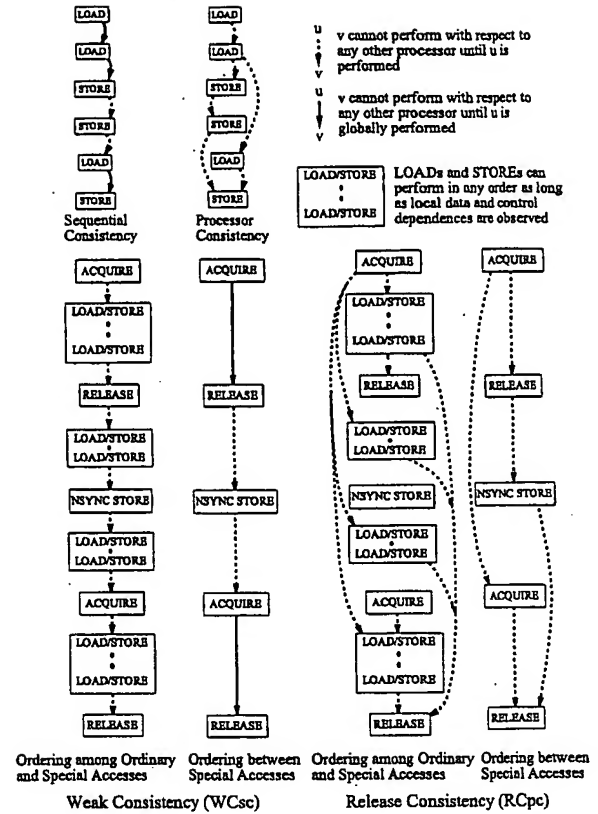 LOAD
LOAD
STORE
STORE
LOAD
STORE
Sequential
Consistency
LOAD
LOAD
STORE
STORE
LOAD
STORE
Processor
Consistency
u
v
v cannot perform with respect to
any other processor until u is
performed
u
v
v cannot perform with respect to
any other processor until u is
globally performed
LOAD/STORE
LOAD/STORE
LOADs and STOREs can
perform in any order as long
as local data and control
dependences are observed
ACQUIRE
LOAD/STORE
LOAD/STORE
RELEASE
LOAD/STORE
LOAD/STORE
NSYNC STORE
LOAD/STORE
LOAD/STORE
ACQUIRE
LOAD/STORE
LOAD/STORE
RELEASE
Ordering among Ordinary
and Special Accesses
ACQUIRE
RELEASE
NSYNC STORE
ACQUIRE
RELEASE
Ordering between
Special Accesses
Weak Consistency (WCsc)
ACQUIRE
LOAD/STORE
LOAD/STORE
RELEASE
LOAD/STORE
LOAD/STORE
NSYNC STORE
LOAD/STORE
LOAD/STORE
ACQUIRE
LOAD/STORE
LOAD/STORE
RELEASE
Ordering among Ordinary
and Special Accesses
ACQUIRE
RELEASE
NSYNC STORE
ACQUIRE
RELEASE
Ordering between
Special Accesses
Release Consistency (RCpc)